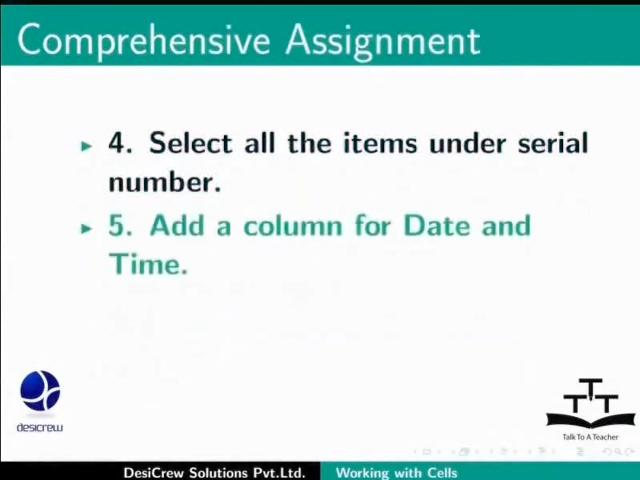 Comprehensive Assignment
4. Select all the items under serial
number.
5. Add a column for Date and
Time.
desicrew
TTT
Talk To A Teacher
DesiCrew Solutions Pvt.Ltd. Working with Cells